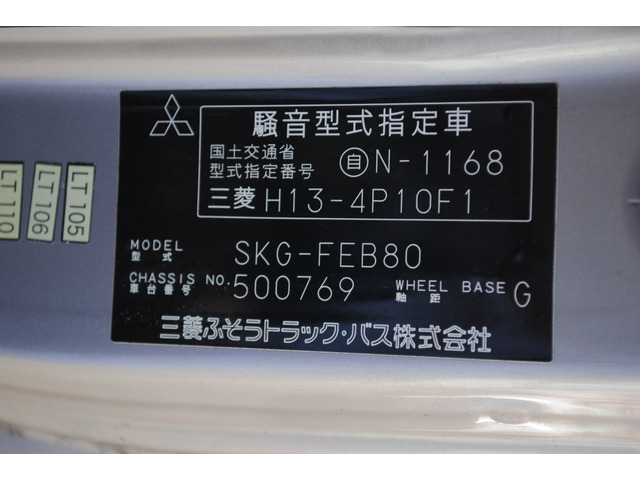 騒音型式指定車
国土交通省
型式指定番号 自N-1168
三菱 H13-4P10F1
MODEL
型式 SKG-FEB80
CHASSIS NO.
車台番号 500769 WHEEL BASE
軸距 G
三菱ふそうトラック・バス株式会社
LT110
LT106
LT105